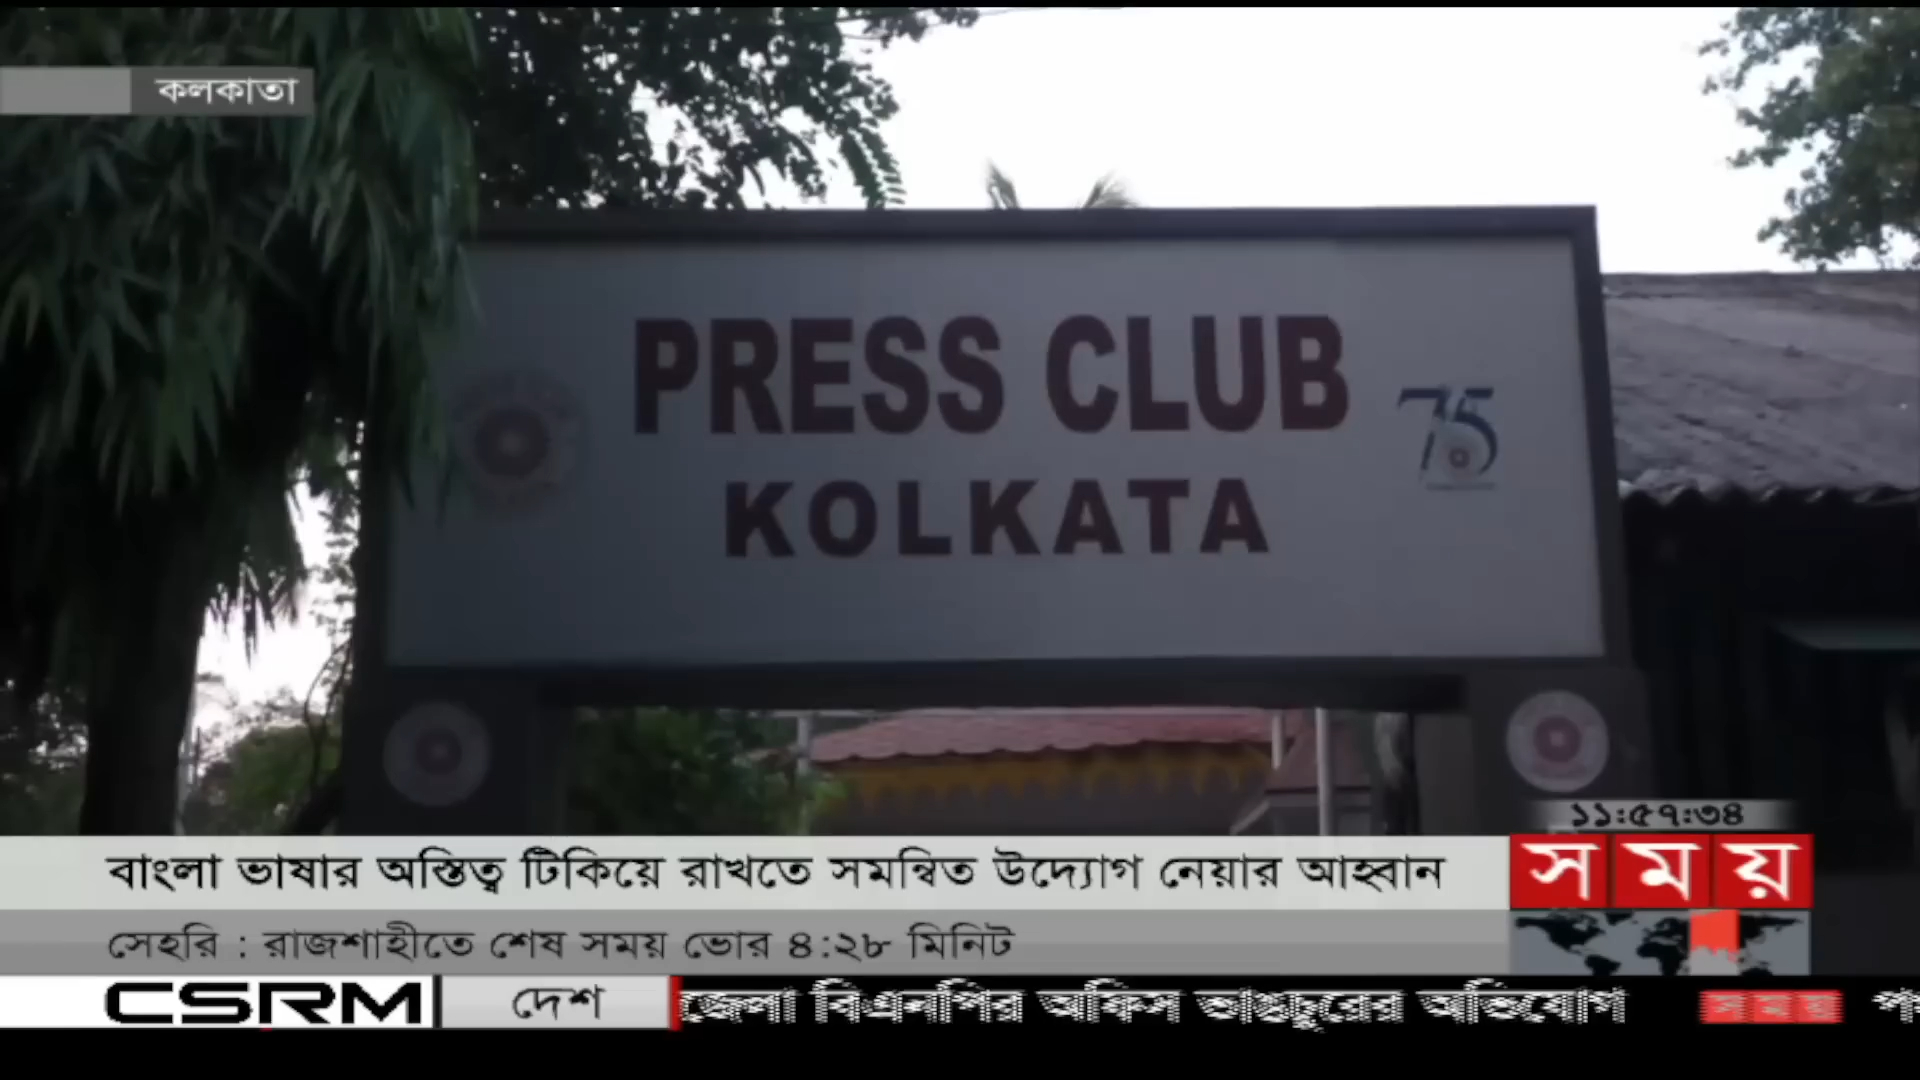 কলকাতা
PRESS CLUB
75
KOLKATA
১১:৫৭:৩৪
বাংলা ভাষার অস্তিত্ব টিকিয়ে রাখতে সমন্বিত উদ্যোগ নেয়ার আহ্বান
সময়
সেহরি : রাজশাহীতে শেষ সময় ভোর ৪:২৮ মিনিট
CSRM
দেশ
জেলা বিএনপির অফিস ভাঙচুরের অভিযোগ
সময়